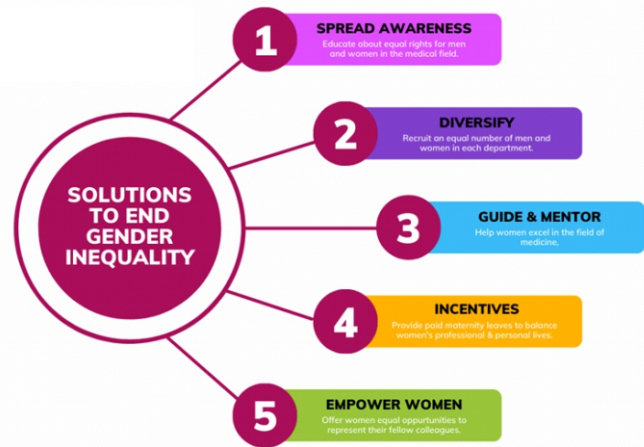 SOLUTIONS
TO END
GENDER
INEQUALITY
1
SPREAD AWARENESS
Educate about equal rights for men
and women in the medical field.
2
DIVERSIFY
Recruit an equal number of men and
women in each department.
3
GUIDE & MENTOR
Help women excel in the field of
medicine,
4
INCENTIVES
Provide paid maternity leaves to balance
women's professional & personal lives.
5
EMPOWER WOMEN
Offer women equal oppurtunities to
represent their fellow colleagues.